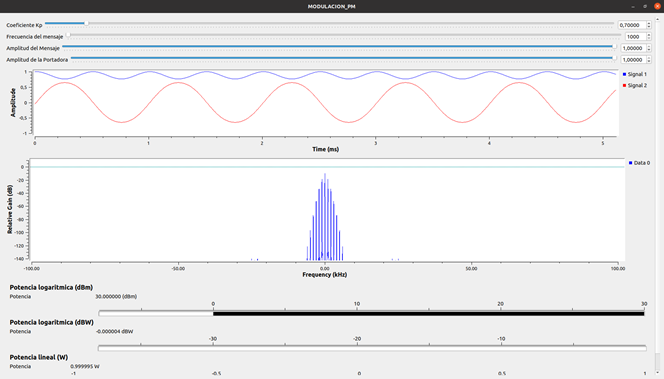 MODULACION_PM
Coeficiente Kp 0,70000
Frecuencia del mensaje 1000
Amplitud del Mensaje 1,00000
Amplitud de la Portadora 1,00000
Signal 1
Signal 2
Amplitude
1
0,5
0
-0,5
-1
0 1 2 3 4 5
Time (ms)
Data 0
Relative Gain (dB)
0
-20
-40
-60
-80
-100
-120
-140
-100.00 -50.00 0.00 50.00 100.00
Frequency (kHz)
Potencia logaritmica (dBm)
Potencia 30.000000 (dBm)
0 10 20 30
Potencia logaritmica (dBW)
Potencia -0.000004 dBW
-30 -20 -10
Potencia lineal (W)
Potencia 0.999995 W
-1 -0.5 0 0.5 1